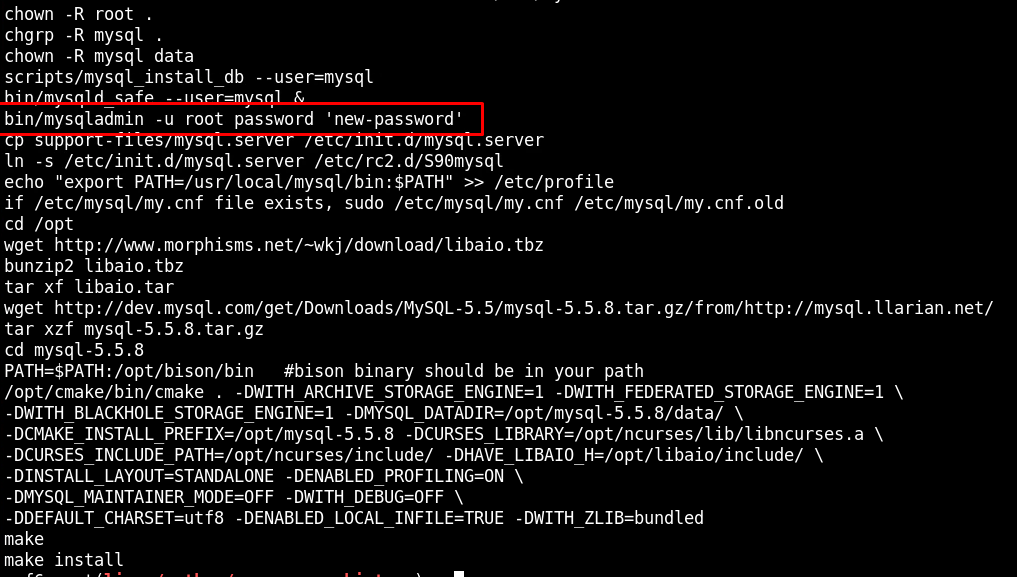 chown -R root .
chgrp -R mysql .
chown -R mysql data
scripts/mysql_install_db --user=mysql
bin/mysqld_safe --user=mysql &
bin/mysqladmin -u root password 'new-password'
cp support-files/mysql.server /etc/init.d/mysql.server
ln -s /etc/init.d/mysql.server /etc/rc2.d/S90mysql
echo "export PATH=/usr/local/mysql/bin:$PATH" >> /etc/profile
if /etc/mysql/my.cnf file exists, sudo /etc/mysql/my.cnf /etc/mysql/my.cnf.old
cd /opt
wget http://www.morphisms.net/~wkj/download/libaio.tbz
bunzip2 libaio.tbz
tar xf libaio.tar
wget http://dev.mysql.com/get/Downloads/MySQL-5.5/mysql-5.5.8.tar.gz/from/http://mysql.llarian.net/
tar xzf mysql-5.5.8.tar.gz
cd mysql-5.5.8
PATH=$PATH:/opt/bison/bin   #bison binary should be in your path
/opt/cmake/bin/cmake . -DWITH_ARCHIVE_STORAGE_ENGINE=1 -DWITH_FEDERATED_STORAGE_ENGINE=1 \
-DWITH_BLACKHOLE_STORAGE_ENGINE=1 -DMYSQL_DATADIR=/opt/mysql-5.5.8/data/ \
-DCMAKE_INSTALL_PREFIX=/opt/mysql-5.5.8 -DCURSES_LIBRARY=/opt/ncurses/lib/libncurses.a \
-DCURSES_INCLUDE_PATH=/opt/ncurses/include/ -DHAVE_LIBAIO_H=/opt/libaio/include/ \
-DINSTALL_LAYOUT=STANDALONE -DENABLED_PROFILING=ON \
-DMYSQL_MAINTAINER_MODE=OFF -DWITH_DEBUG=OFF \
-DDEFAULT_CHARSET=utf8 -DENABLED_LOCAL_INFILE=TRUE -DWITH_ZLIB=bundled
make
make install